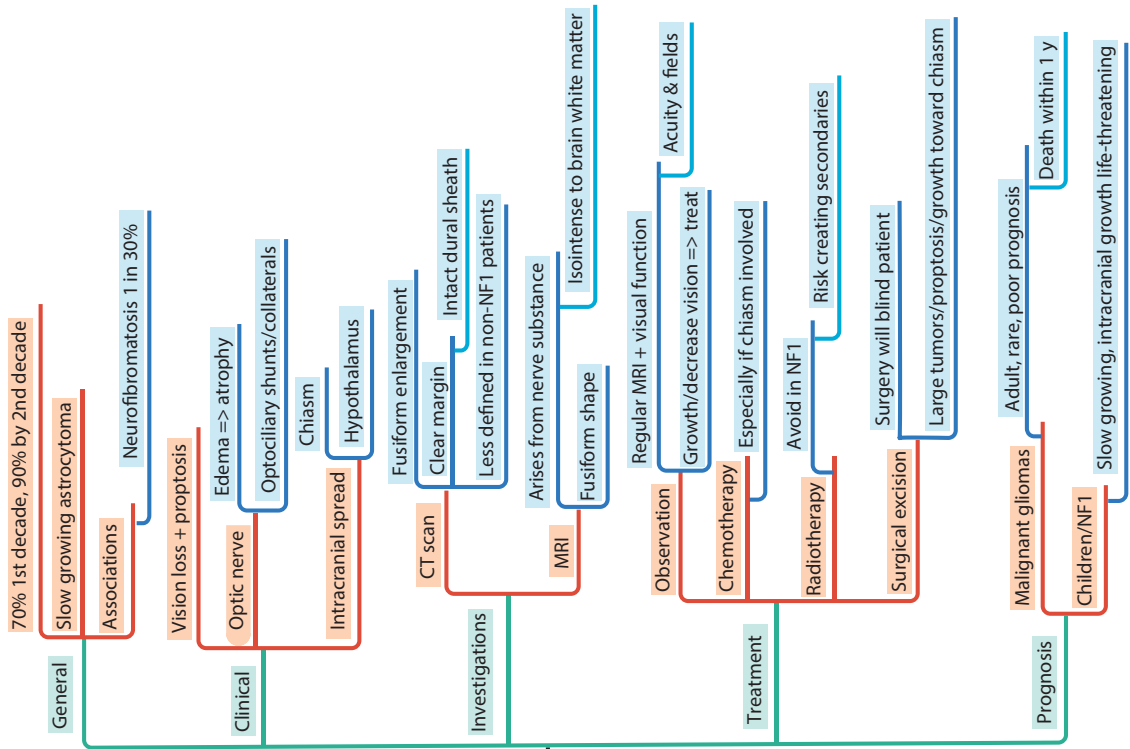 General
70% 1st decade, 90% by 2nd decade
Slow growing astrocytoma
Associations
Neurofibromatosis 1 in 30%
Clinical
Vision loss + proptosis
Optic nerve
Edema => atrophy
Optociliary shunts/collaterals
Intracranial spread
Chiasm
Hypothalamus
Investigations
CT scan
Fusiform enlargement
Clear margin
Intact dural sheath
Less defined in non-NF1 patients
MRI
Arises from nerve substance
Isointense to brain white matter
Fusiform shape
Treatment
Observation
Regular MRI + visual function
Acuity & fields
Growth/decrease vision => treat
Chemotherapy
Especially if chiasm involved
Radiotherapy
Avoid in NF1
Risk creating secondaries
Surgical excision
Surgery will blind patient
Large tumors/proptosis/growth toward chiasm
Prognosis
Malignant gliomas
Adult, rare, poor prognosis
Death within 1 y
Children/NF1
Slow growing, intracranial growth life-threatening